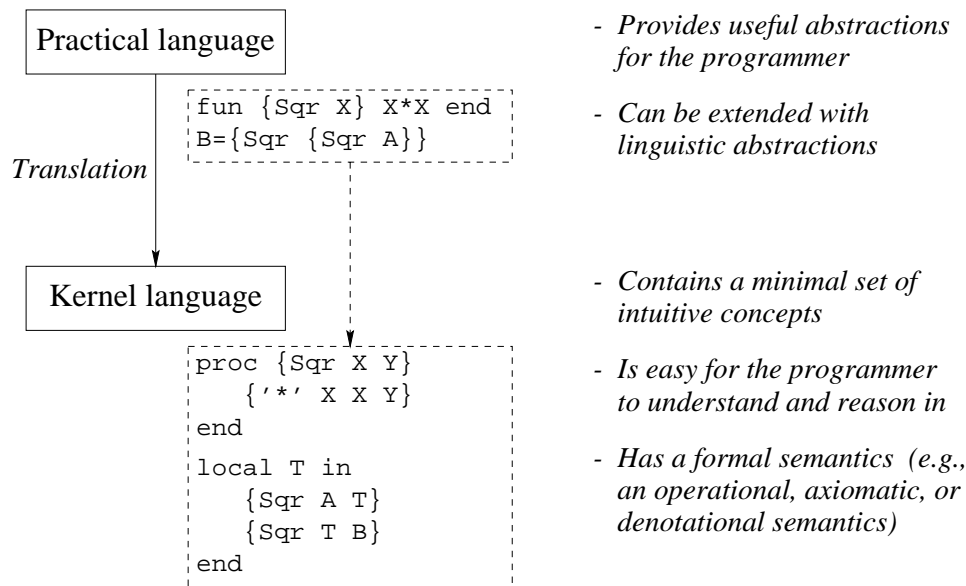 Practical language
- Provides useful abstractions
for the programmer
fun {Sqr X} X*X end
B={Sqr {Sqr A}}
- Can be extended with
linguistic abstractions
Translation
Kernel language
- Contains a minimal set of
intuitive concepts
proc {Sqr X Y}
{’*’ X X Y}
end
- Is easy for the programmer
to understand and reason in
local T in
{Sqr A T}
{Sqr T B}
end
- Has a formal semantics (e.g.,
an operational, axiomatic, or
denotational semantics)